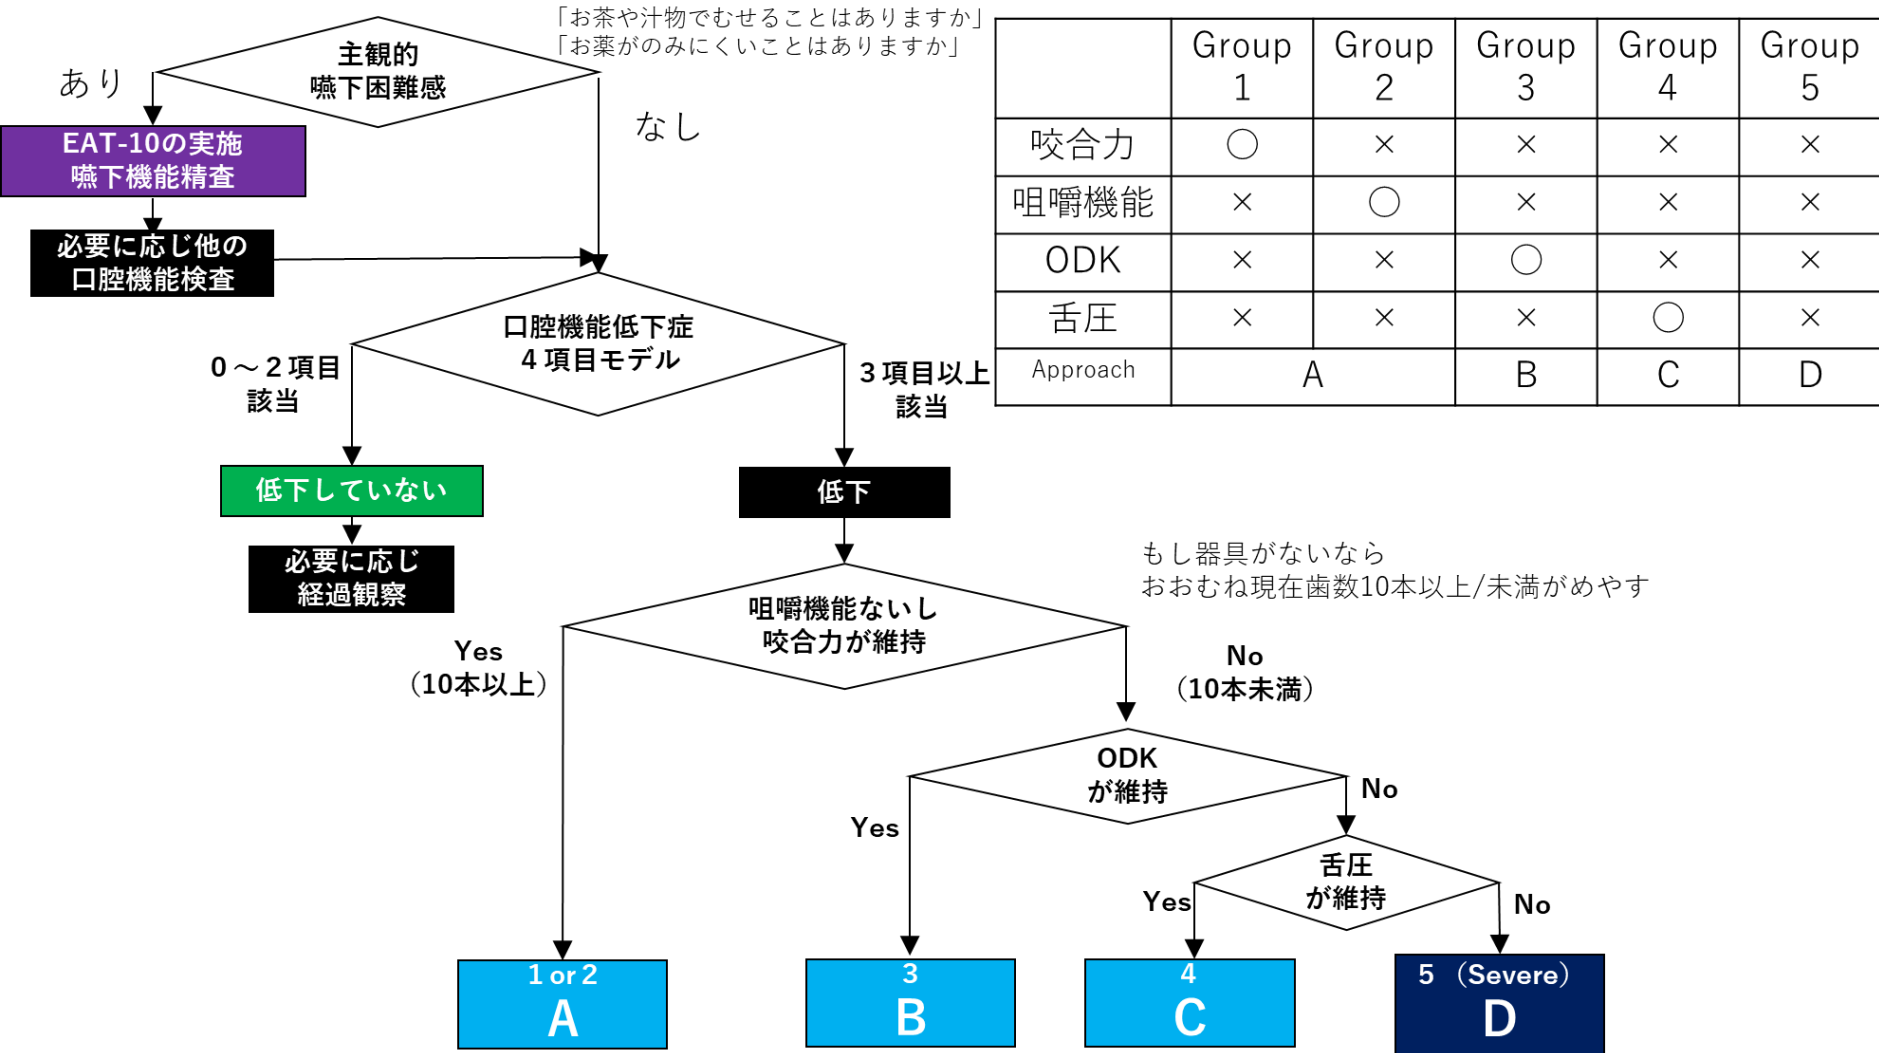 「お茶や汁物でむせることはありますか」
「お薬がのみにくいことはありますか」
主観的
嚥下困難感
あり
なし
EAT-10の実施
嚥下機能精査
必要に応じ他の
口腔機能検査
口腔機能低下症
4 項目モデル
0 ～ 2 項目
該当
3 項目以上
該当
低下していない
低下
必要に応じ
経過観察
もし器具がないなら
おおむね現在歯数10本以上/未満がめやす
咀嚼機能ないし
咬合力が維持
Yes
（10本以上）
No
（10本未満）
ODK
が維持
Yes
No
舌圧
が維持
Yes
No
1 or 2
A
3
B
4
C
5 （Severe）
D
Group 1 Group 2 Group 3 Group 4 Group 5
咬合力 ○ × × × ×
咀嚼機能 × ○ × × ×
ODK × × ○ × ×
舌圧 × × × ○ ×
Approach A B C D